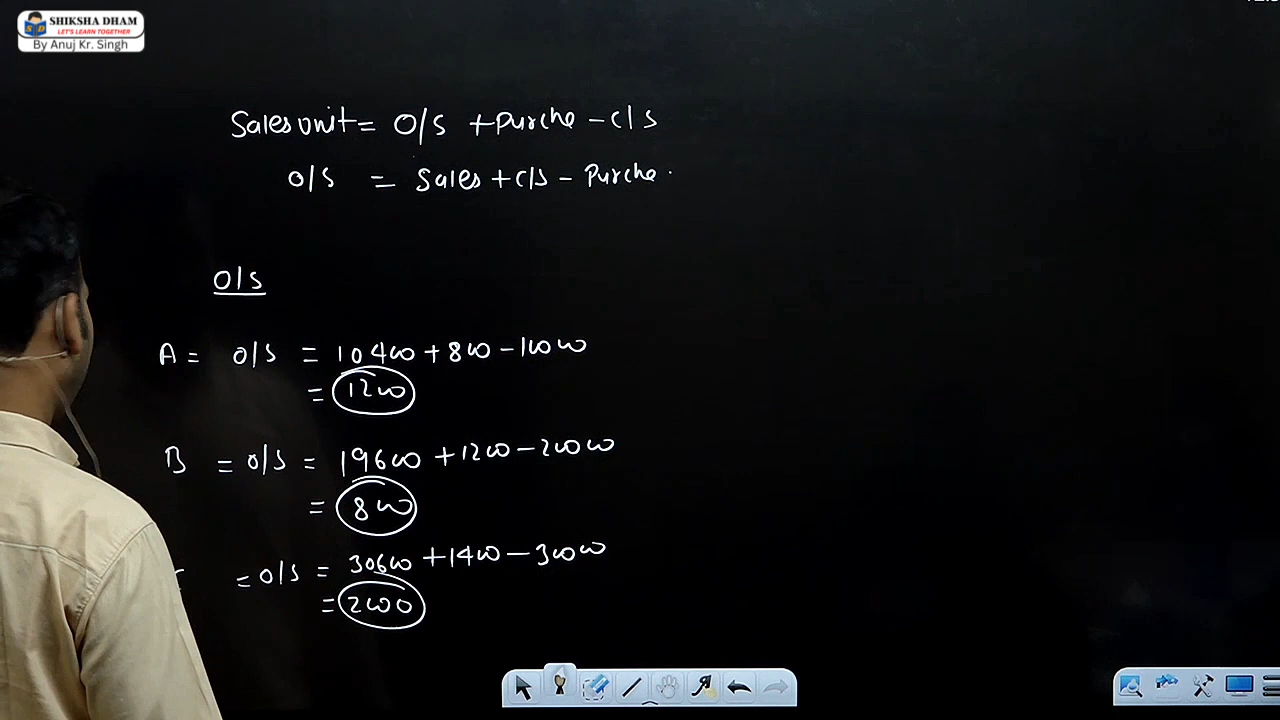 SHIKSHA DHAM
LET'S LEARN TOGETHER
By Anuj Kr. Singh
Sales unit = O/S + Purche - C/S
O/S = Sales + C/S - Purche.
O/S
A = O/S = 10400 + 800 - 10000
= 1200
B = O/S = 19600 + 1200 - 20000
= 800
= O/S = 30600 + 1400 - 30000
= 2000